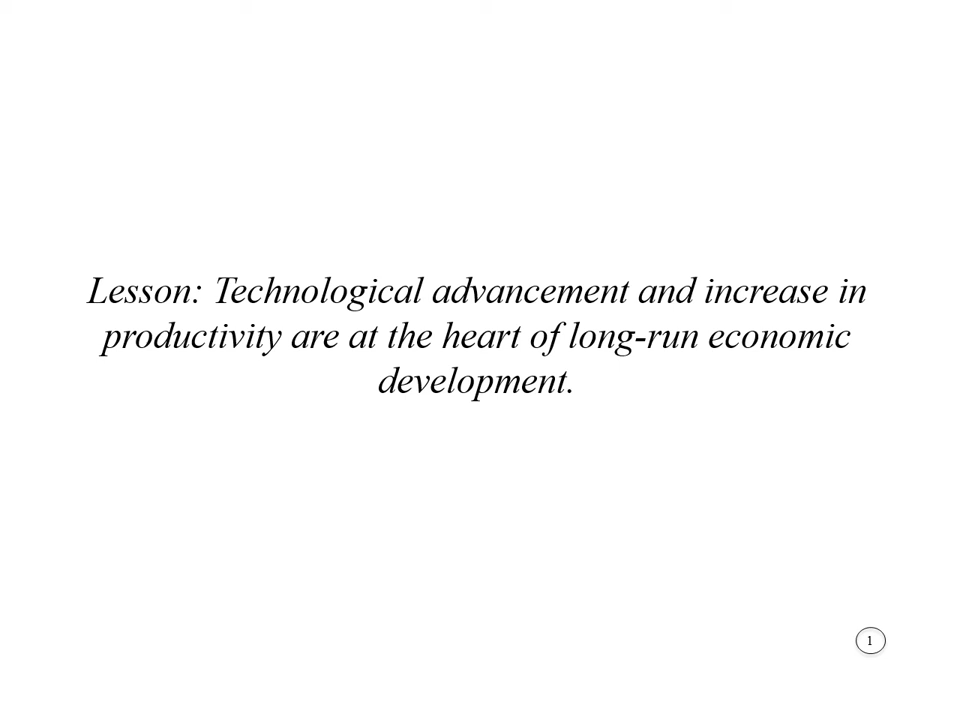 Lesson: Technological advancement and increase in
productivity are at the heart of long-run economic
development.
1